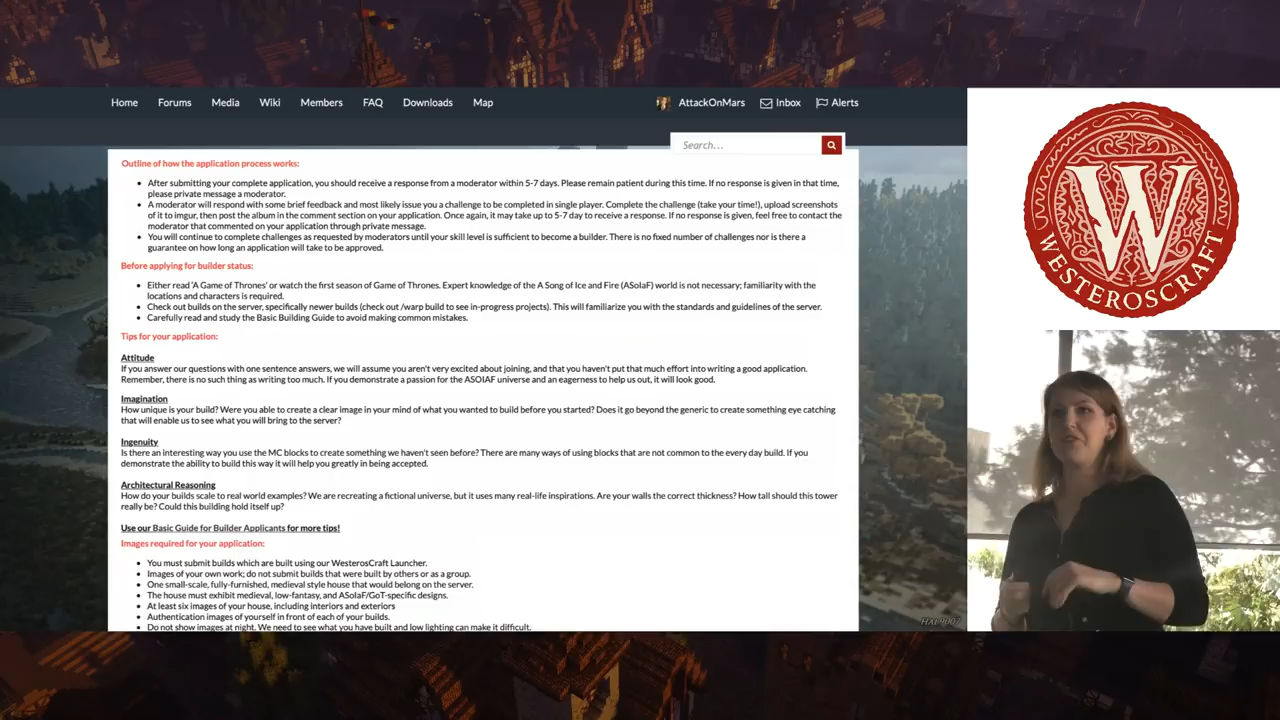 Home Forums Media Wiki Members FAQ Downloads Map AttackOnMars Inbox Alerts
Search...
Outline of how the application process works:
After submitting your complete application, you should receive a response from a moderator within 5-7 days. Please remain patient during this time. If no response is given in that time,
please private message a moderator.
A moderator will respond with some brief feedback and most likely issue you a challenge to be completed in single player. Complete the challenge (take your time!), upload screenshots
of it to imgur, then post the album in the comment section on your application. Once again, it may take up to 5-7 day to receive a response. If no response is given, feel free to contact the
moderator that commented on your application through private message.
You will continue to complete challenges as requested by moderators until your skill level is sufficient to become a builder. There is no fixed number of challenges nor is there a
guarantee on how long an application will take to be approved.
Before applying for builder status:
Either read 'A Game of Thrones' or watch the first season of Game of Thrones. Expert knowledge of the A Song of Ice and Fire (ASoIaF) world is not necessary; familiarity with the
locations and characters is required.
Check out builds on the server, specifically newer builds (check out /warp build to see in-progress projects). This will familiarize you with the standards and guidelines of the server.
Carefully read and study the Basic Building Guide to avoid making common mistakes.
Tips for your application:
Attitude
If you answer our questions with one sentence answers, we will assume you aren't very excited about joining, and that you haven't put that much effort into writing a good application.
Remember, there is no such thing as writing too much. If you demonstrate a passion for the ASOIAF universe and an eagerness to help us out, it will look good.
Imagination
How unique is your build? Were you able to create a clear image in your mind of what you wanted to build before you started? Does it go beyond the generic to create something eye catching
that will enable us to see what you will bring to the server?
Ingenuity
Is there an interesting way you use the MC blocks to create something we haven't seen before? There are many ways of using blocks that are not common to the every day build. If you
demonstrate the ability to build this way it will help you greatly in being accepted.
Architectural Reasoning
How do your builds scale to real world examples? We are recreating a fictional universe, but it uses many real-life inspirations. Are your walls the correct thickness? How tall should this tower
really be? Could this building hold itself up?
Use our Basic Guide for Builder Applicants for more tips!
Images required for your application:
You must submit builds which are built using our WesterosCraft Launcher.
Images of your own work; do not submit builds that were built by others or as a group.
One small-scale, fully-furnished, medieval style house that would belong on the server.
The house must exhibit medieval, low-fantasy, and ASoIaF/GoT-specific designs.
At least six images of your house, including interiors and exteriors
Authentication images of yourself in front of each of your builds.
Do not show images at night. We need to see what you have built and low lighting can make it difficult.
HAL9007
W
WESTEROSCRAFT